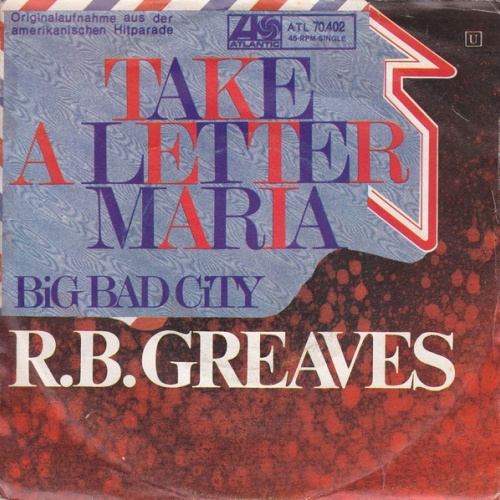 Originalaufnahme aus der
amerikanischen Hitparade
ATLANTIC
ATL 70.402
45-RPM-SINGLE
U
TAKE
A LETTER
MARIA
BiG BAD CiTY
R.B. GREAVES